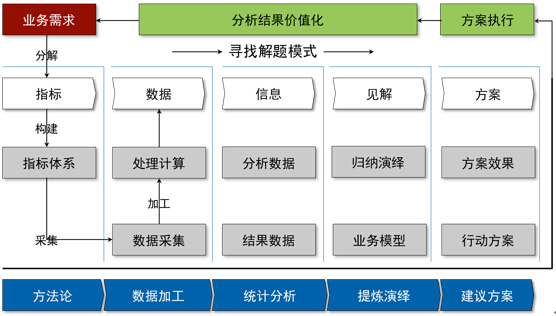 业务需求
分析结果价值化
方案执行
分解
寻找解题模式
指标
数据
信息
见解
方案
构建
指标体系
处理计算
分析数据
归纳演绎
方案效果
加工
采集
数据采集
结果数据
业务模型
行动方案
方法论
数据加工
统计分析
提炼演绎
建议方案